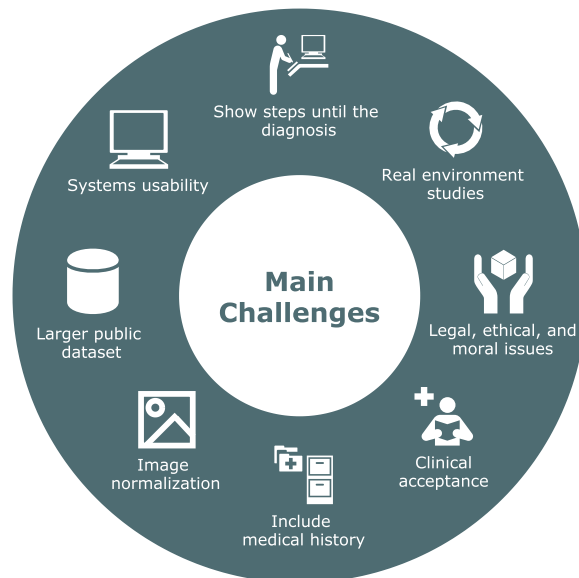 Show steps until the
diagnosis
Real environment
studies
Legal, ethical, and
moral issues
Clinical
acceptance
Include
medical history
Image
normalization
Larger public
dataset
Systems usability
Main
Challenges